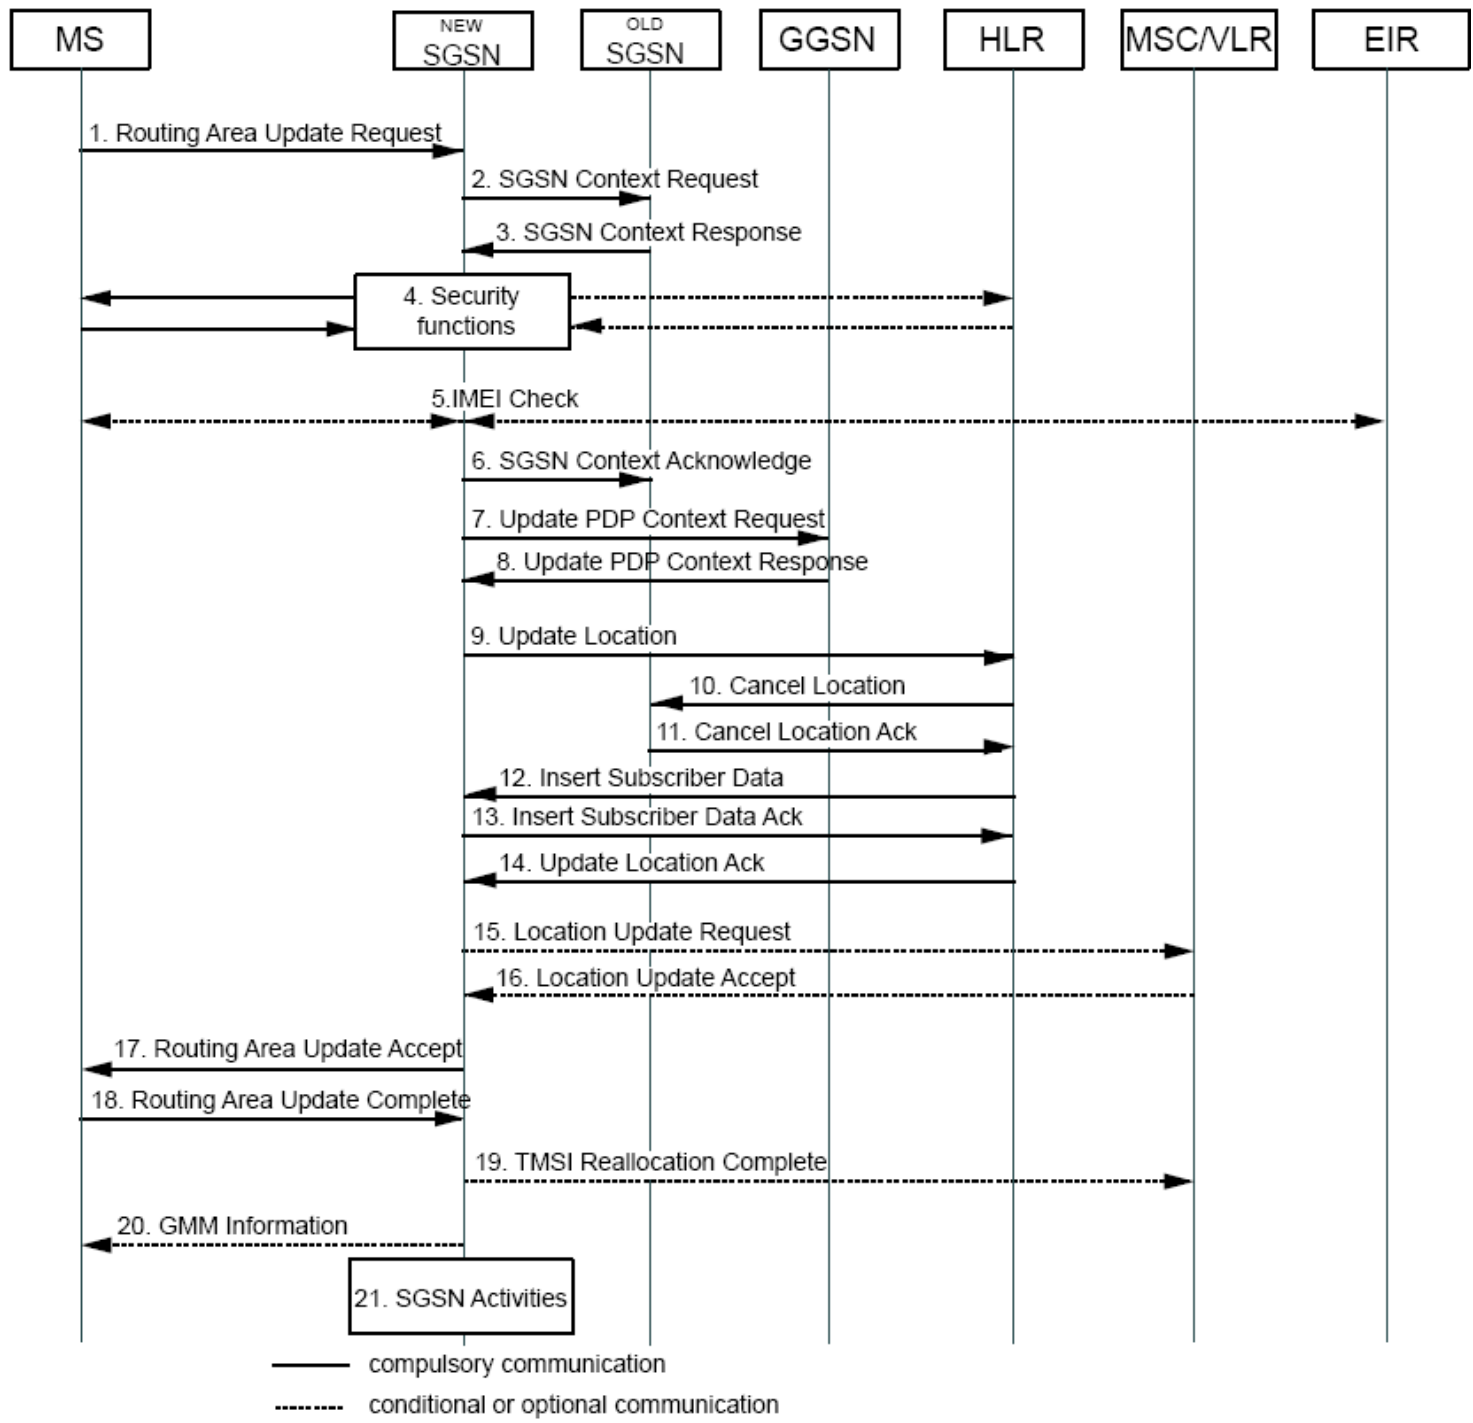 MS
NEW
SGSN
OLD
SGSN
GGSN
HLR
MSC/VLR
EIR
1. Routing Area Update Request
2. SGSN Context Request
3. SGSN Context Response
4. Security
functions
5.IMEI Check
6. SGSN Context Acknowledge
7. Update PDP Context Request
8. Update PDP Context Response
9. Update Location
10. Cancel Location
11. Cancel Location Ack
12. Insert Subscriber Data
13. Insert Subscriber Data Ack
14. Update Location Ack
15. Location Update Request
16. Location Update Accept
17. Routing Area Update Accept
18. Routing Area Update Complete
19. TMSI Reallocation Complete
20. GMM Information
21. SGSN Activities
compulsory communication
conditional or optional communication